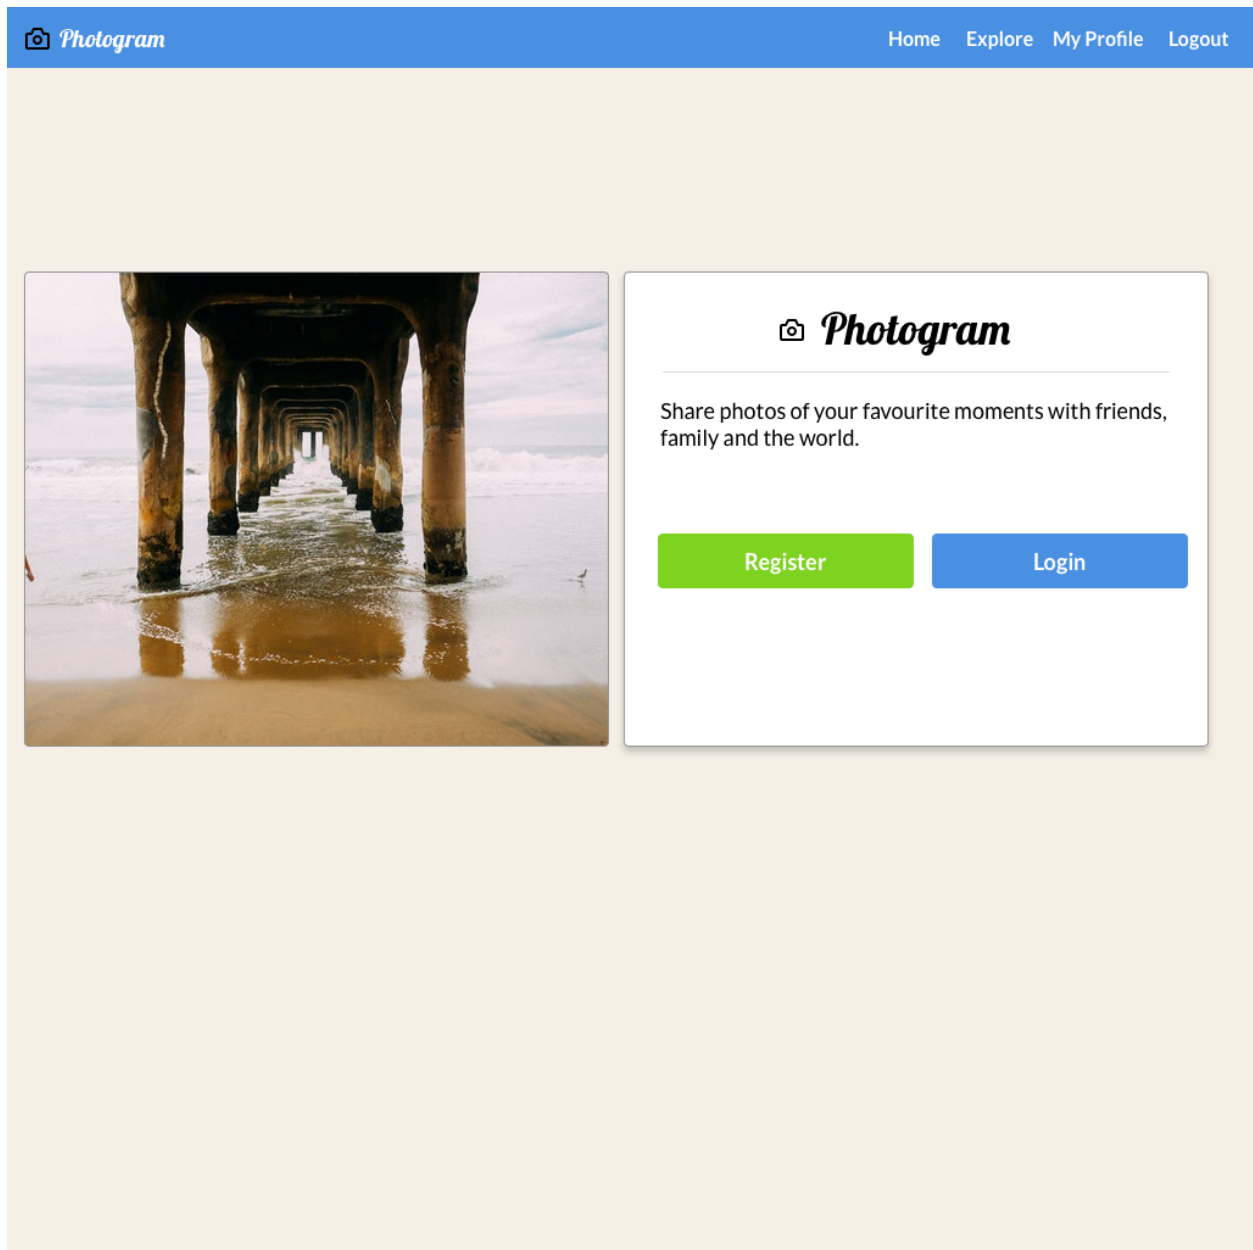 Photogram
Home Explore My Profile Logout
Photogram
Share photos of your favourite moments with friends,
family and the world.
Register
Login